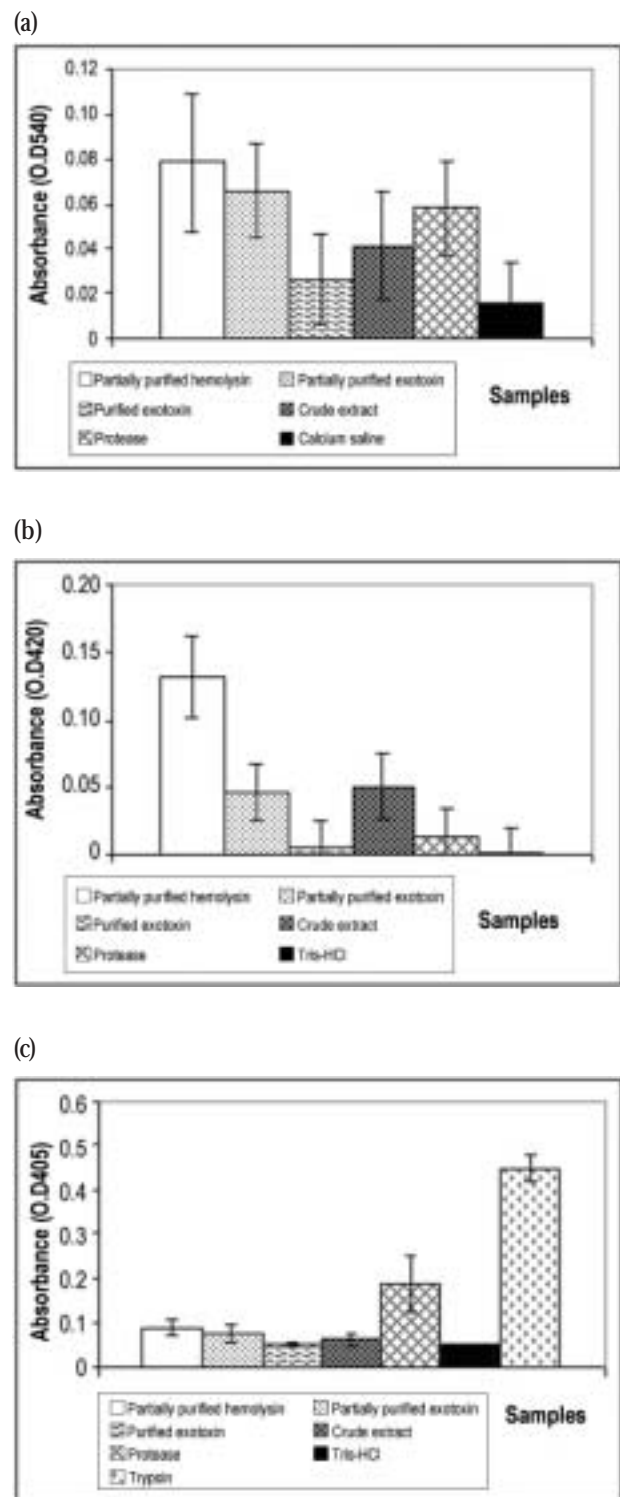 (a)
Absorbance (O.D540)
0.12
0.10
0.08
0.06
0.04
0.02
0
Partially purified hemolysin Partially purified exotoxin
Purified exotoxin Crude extract
Protease Calcium saline
Samples
(b)
Absorbance (O.D420)
0.20
0.15
0.10
0.05
0
Partially purified hemolysin Partially purified exotoxin
Purified exotoxin Crude extract
Protease Tris-HCl
Samples
(c)
Absorbance (O.D405)
0.6
0.5
0.4
0.3
0.2
0.1
0
Partially purified hemolysin Partially purified exotoxin
Purified exotoxin Crude extract
Protease Tris-HCl
Trypsin
Samples